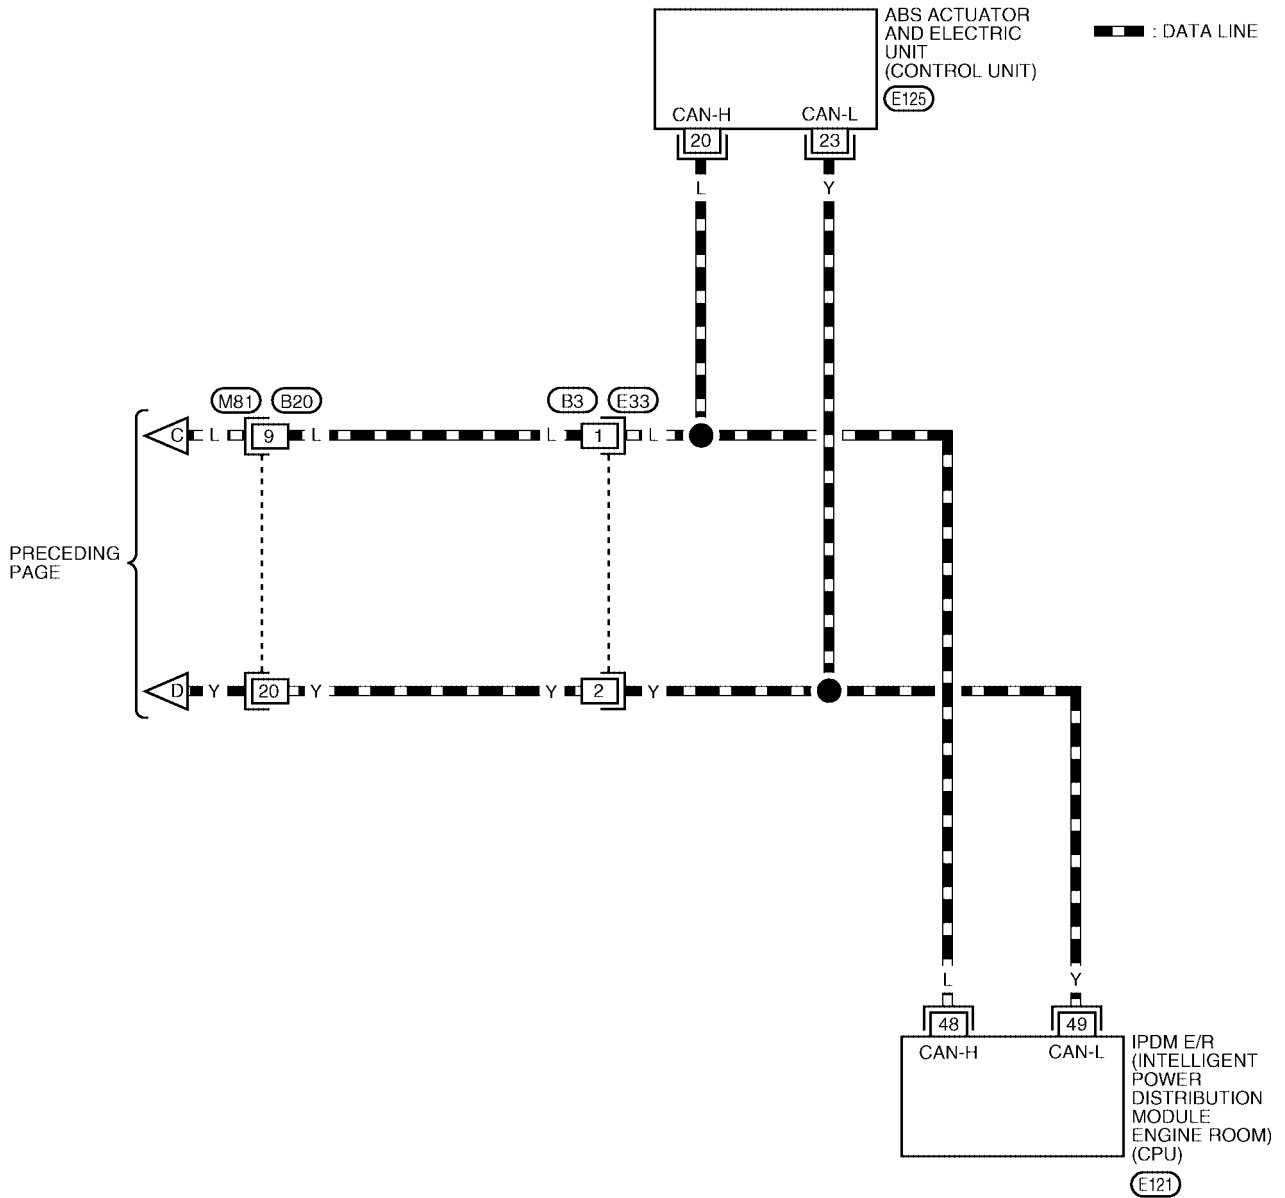 ABS ACTUATOR
AND ELECTRIC
UNIT
(CONTROL UNIT)
E125
: DATA LINE
CAN-H
CAN-L
20
23
L
Y
M81
B20
B3
E33
C
L
9
L
L
1
L
PRECEDING
PAGE
D
Y
20
Y
Y
2
Y
L
Y
48
49
CAN-H
CAN-L
IPDM E/R
(INTELLIGENT
POWER
DISTRIBUTION
MODULE
ENGINE ROOM)
(CPU)
E121